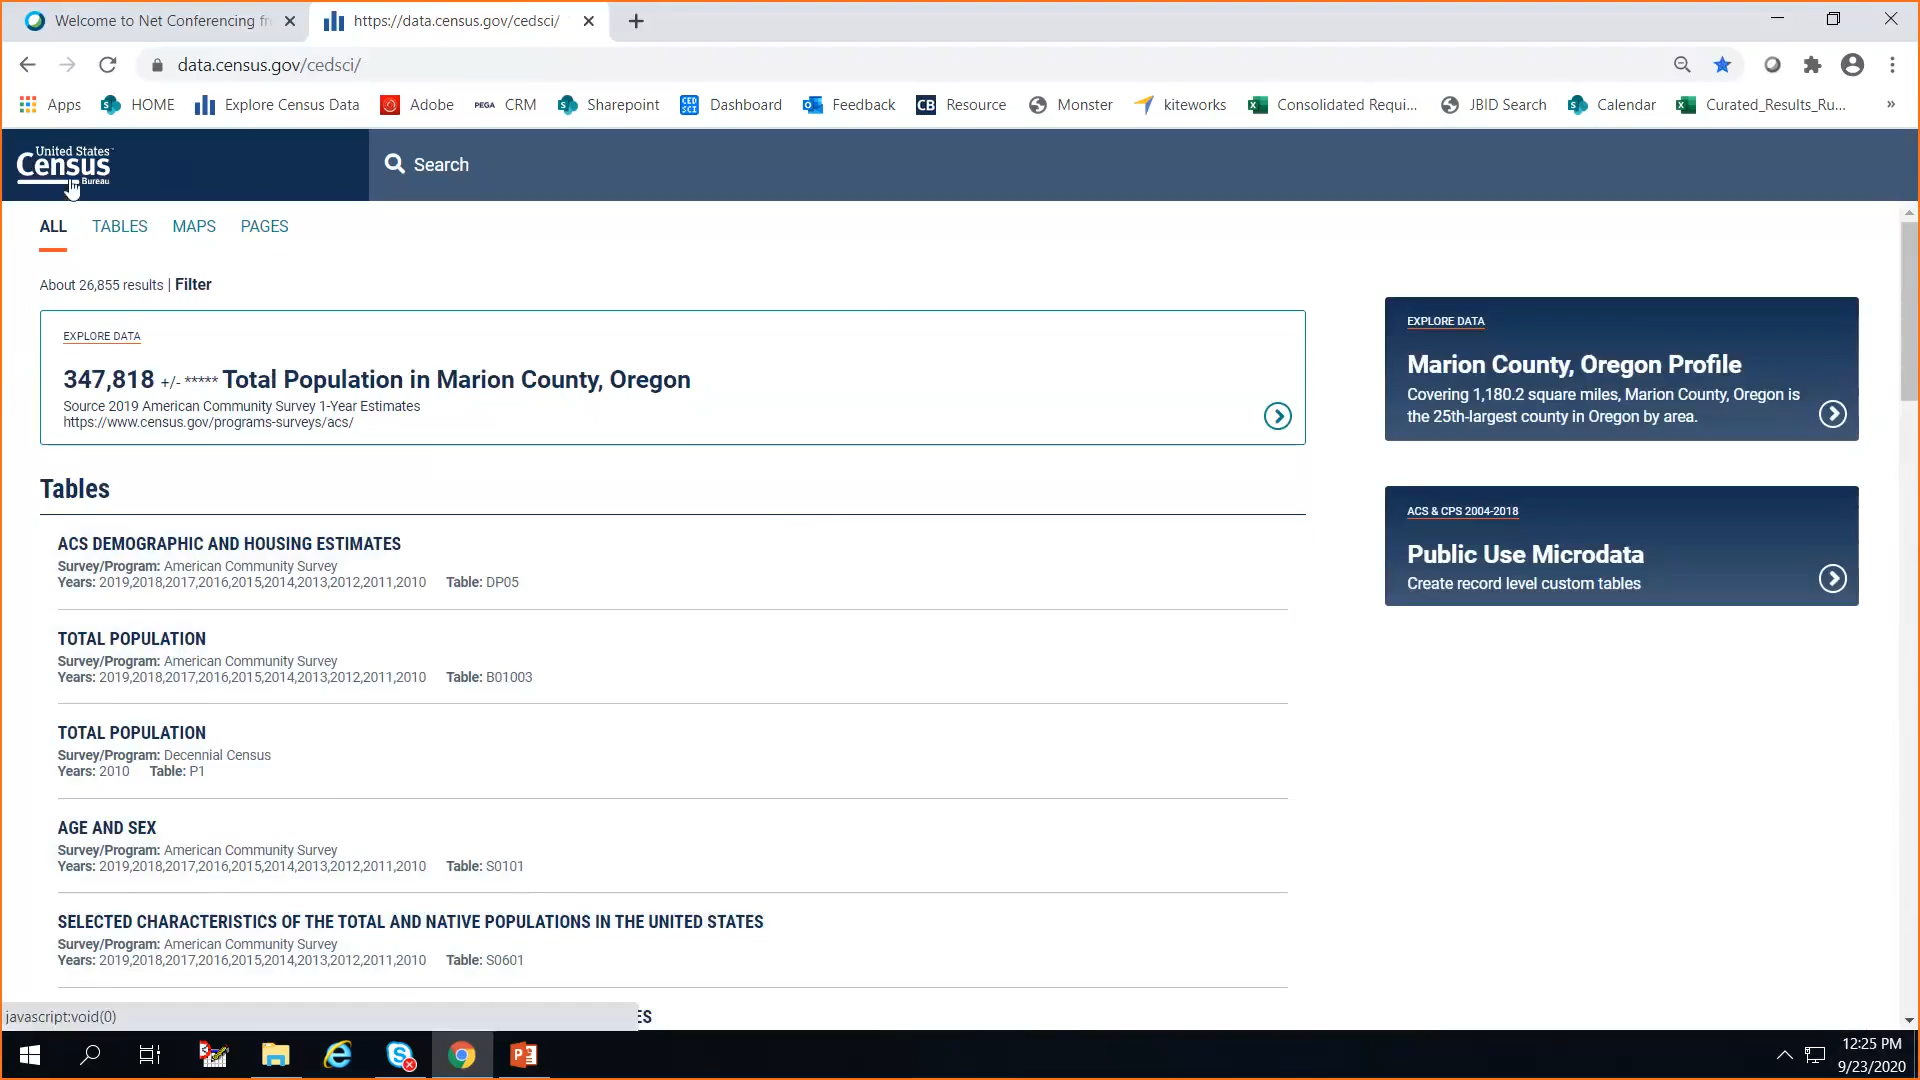 Welcome to Net Conferencing fr
https://data.census.gov/cedsci/
data.census.gov/cedsci/
Apps HOME Explore Census Data Adobe PEGA CRM Sharepoint CED SCI Dashboard Feedback CB Resource Monster kiteworks Consolidated Requi... JBID Search Calendar Curated_Results_Ru... »
United States
Census
Bureau
Search
ALL TABLES MAPS PAGES
About 26,855 results | Filter
EXPLORE DATA
347,818 +/- ***** Total Population in Marion County, Oregon
Source 2019 American Community Survey 1-Year Estimates
https://www.census.gov/programs-surveys/acs/
EXPLORE DATA
Marion County, Oregon Profile
Covering 1,180.2 square miles, Marion County, Oregon is
the 25th-largest county in Oregon by area.
ACS & CPS 2004-2018
Public Use Microdata
Create record level custom tables
Tables
ACS DEMOGRAPHIC AND HOUSING ESTIMATES
Survey/Program: American Community Survey
Years: 2019,2018,2017,2016,2015,2014,2013,2012,2011,2010 Table: DP05
TOTAL POPULATION
Survey/Program: American Community Survey
Years: 2019,2018,2017,2016,2015,2014,2013,2012,2011,2010 Table: B01003
TOTAL POPULATION
Survey/Program: Decennial Census
Years: 2010 Table: P1
AGE AND SEX
Survey/Program: American Community Survey
Years: 2019,2018,2017,2016,2015,2014,2013,2012,2011,2010 Table: S0101
SELECTED CHARACTERISTICS OF THE TOTAL AND NATIVE POPULATIONS IN THE UNITED STATES
Survey/Program: American Community Survey
Years: 2019,2018,2017,2016,2015,2014,2013,2012,2011,2010 Table: S0601
javascript:void(0) ES
12:25 PM
9/23/2020